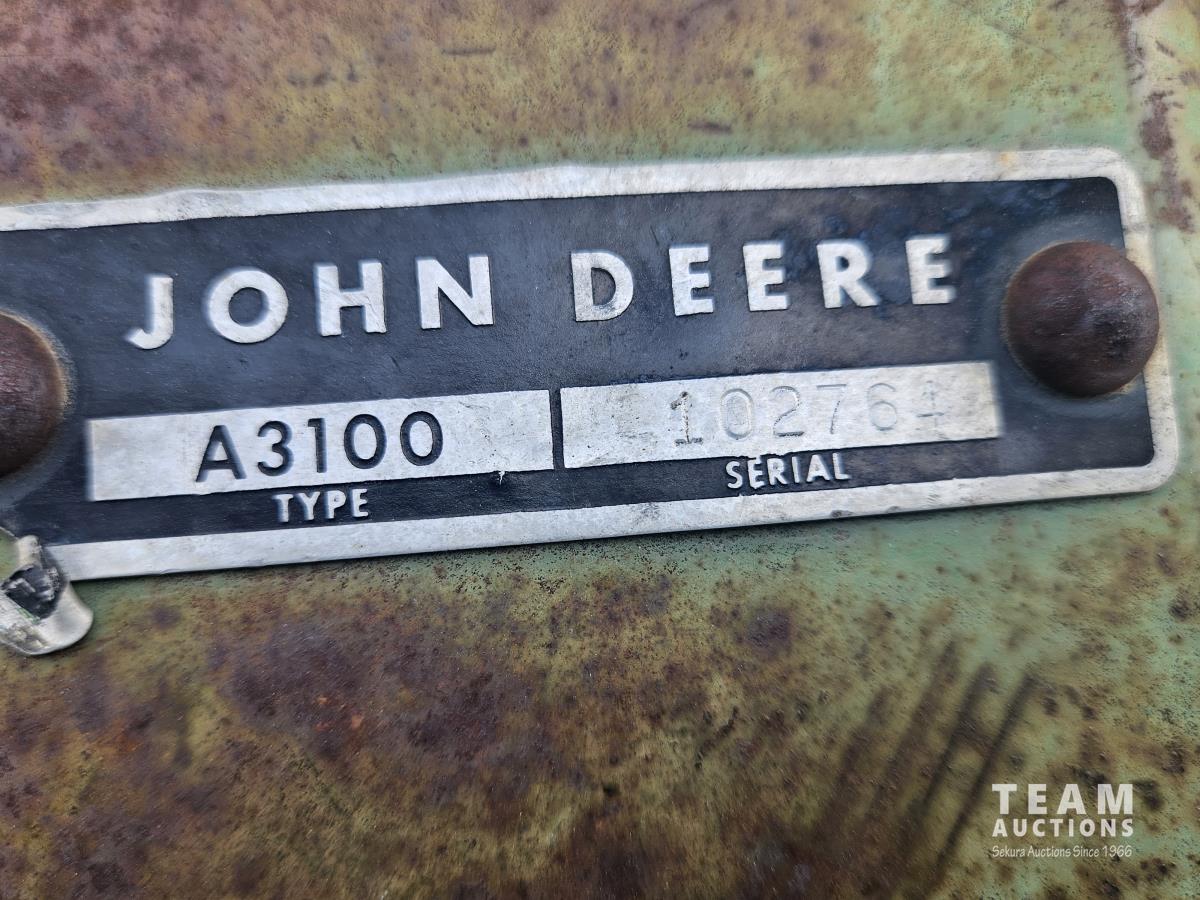 JOHN DEERE
A3100 102764
TYPE SERIAL
TEAM
AUCTIONS
Sekura Auctions Since 1966